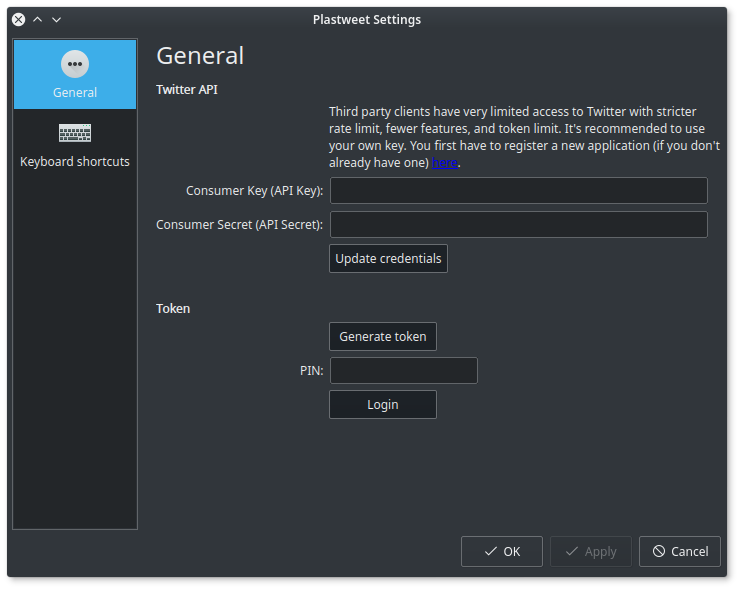 Plastweet Settings
General
Keyboard shortcuts
General
Twitter API
Third party clients have very limited access to Twitter with stricter
rate limit, fewer features, and token limit. It's recommended to use
your own key. You first have to register a new application (if you don't
already have one) here.
Consumer Key (API Key):
Consumer Secret (API Secret):
Update credentials
Token
Generate token
PIN:
Login
OK
Apply
Cancel